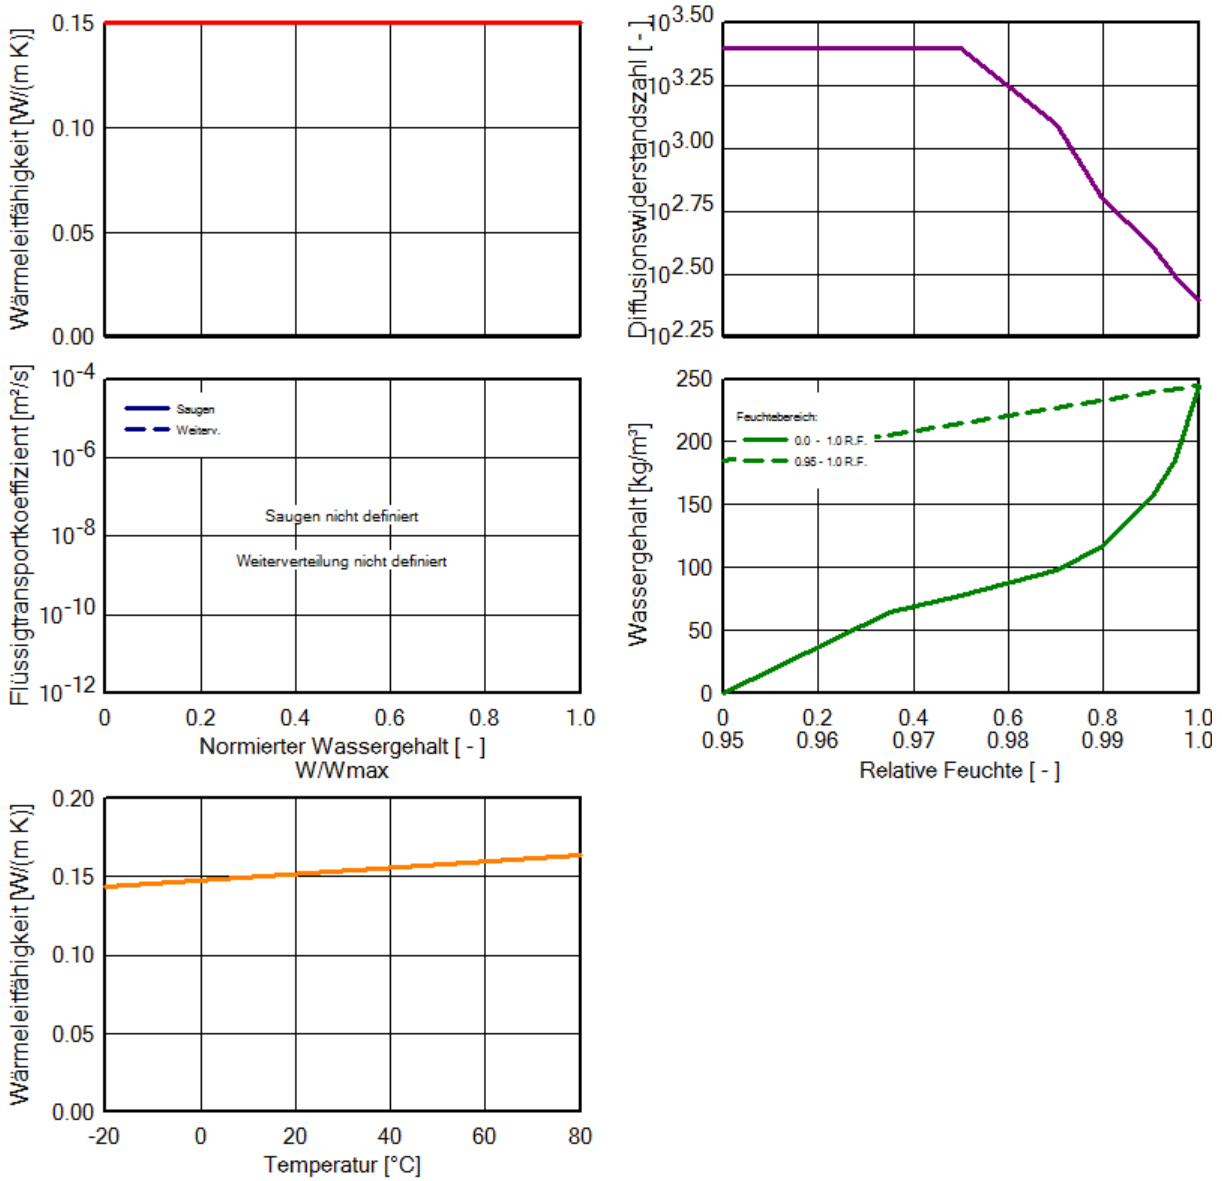 Wärmeleitfähigkeit [W/(m K)]
0.15
0.10
0.05
0.00
Diffusionswiderstandszahl [ - ]
10^3.50
10^3.25
10^3.00
10^2.75
10^2.50
10^2.25
Flüssigtransportkoeffizient [m²/s]
10^-4
10^-6
10^-8
10^-10
10^-12
Saugen
Weiterv.
Saugen nicht definiert
Weiterverteilung nicht definiert
0 0.2 0.4 0.6 0.8 1.0
Normierter Wassergehalt [ - ]
W/Wmax
Wassergehalt [kg/m³]
250
200
150
100
50
0
Feuchtebereich:
0.0 - 1.0 R.F.
0.95 - 1.0 R.F.
0 0.2 0.4 0.6 0.8 1.0
0.95 0.96 0.97 0.98 0.99 1.0
Relative Feuchte [ - ]
Wärmeleitfähigkeit [W/(m K)]
0.20
0.15
0.10
0.05
0.00
-20 0 20 40 60 80
Temperatur [°C]